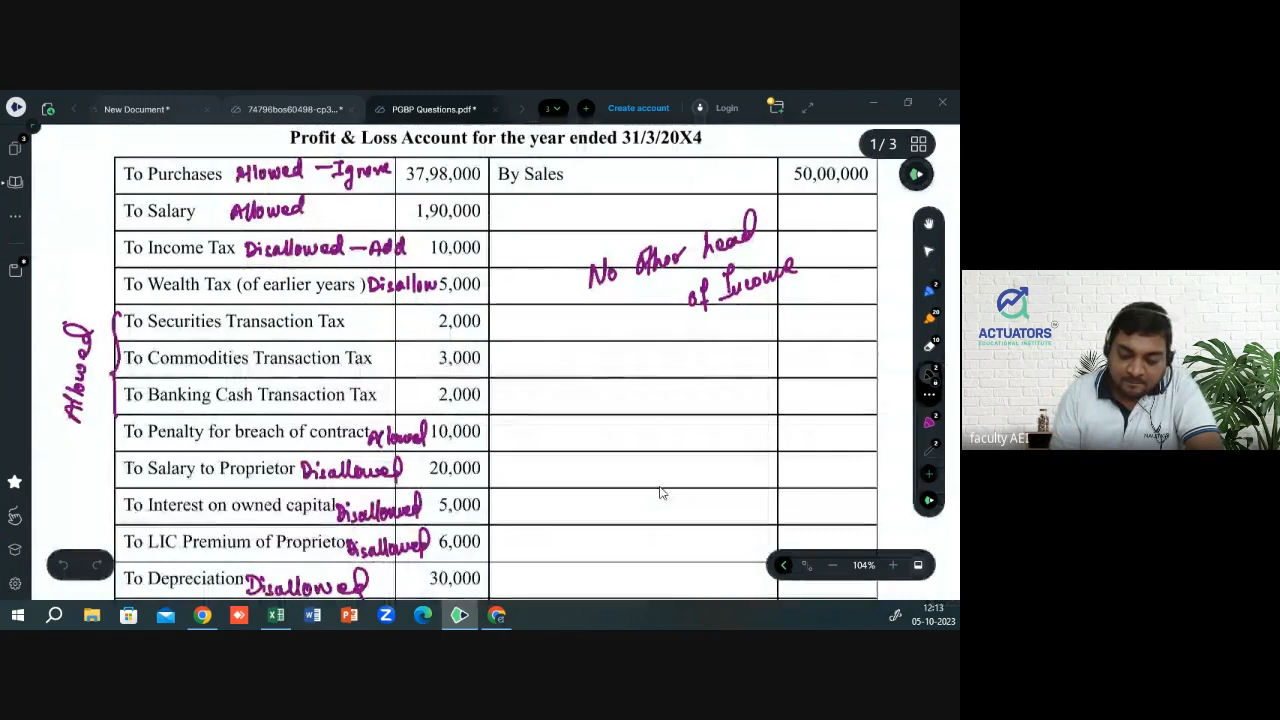 New Document*
74796bos60498-cp3...*
PGBP Questions.pdf*
3
Create account
Login
Profit & Loss Account for the year ended 31/3/20X4
1/3
To Purchases Allowed - Ignore 37,98,000 By Sales 50,00,000
To Salary Allowed 1,90,000
To Income Tax Disallowed - Add 10,000
No Other head
of Income
To Wealth Tax (of earlier years ) Disallow 5,000
Allowed
To Securities Transaction Tax 2,000
To Commodities Transaction Tax 3,000
To Banking Cash Transaction Tax 2,000
To Penalty for breach of contract Allowed 10,000
To Salary to Proprietor Disallowed 20,000
To Interest on owned capital Disallowed 5,000
To LIC Premium of Proprietor Disallowed 6,000
To Depreciation Disallowed 30,000
104%
12:13
05-10-2023
ACTUATORS
EDUCATIONAL INSTITUTE
faculty AEI